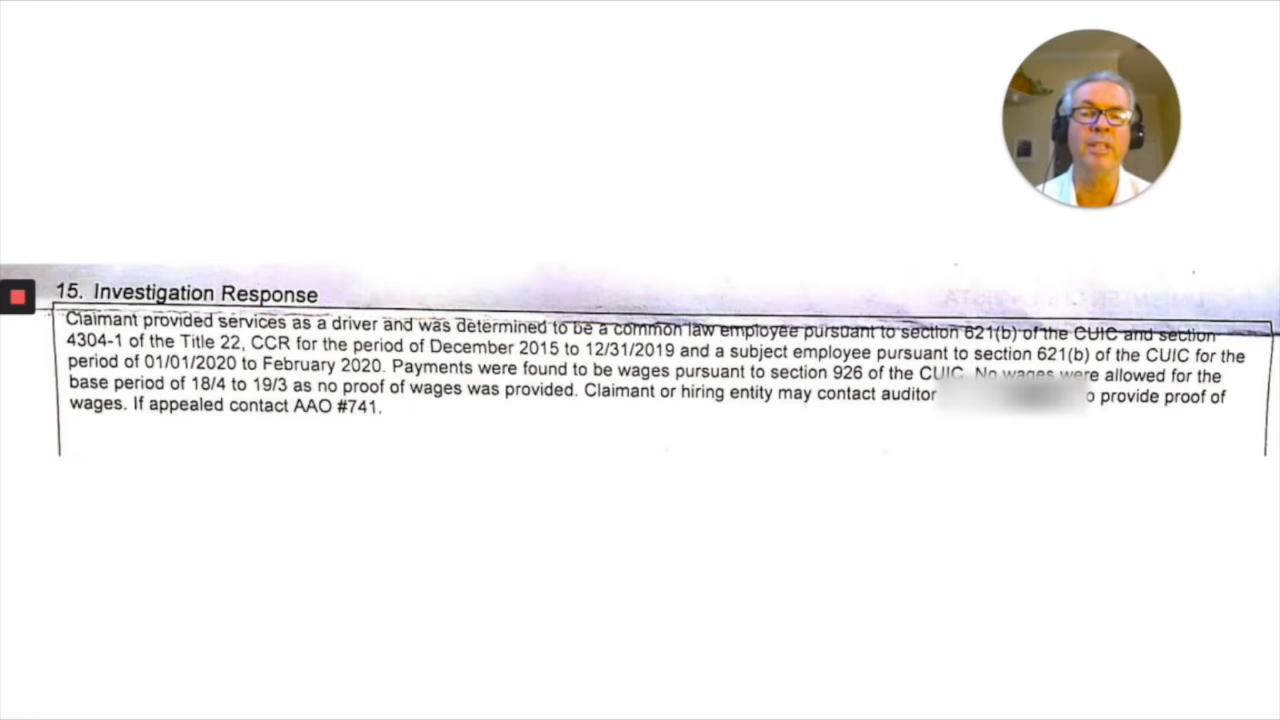 15. Investigation Response
Claimant provided services as a driver and was determined to be a common law employee pursuant to section 621(b) of the CUIC and section
4304-1 of the Title 22, CCR for the period of December 2015 to 12/31/2019 and a subject employee pursuant to section 621(b) of the CUIC for the
period of 01/01/2020 to February 2020. Payments were found to be wages pursuant to section 926 of the CUIC. No wages were allowed for the
base period of 18/4 to 19/3 as no proof of wages was provided. Claimant or hiring entity may contact auditor o provide proof of
wages. If appealed contact AAO #741.